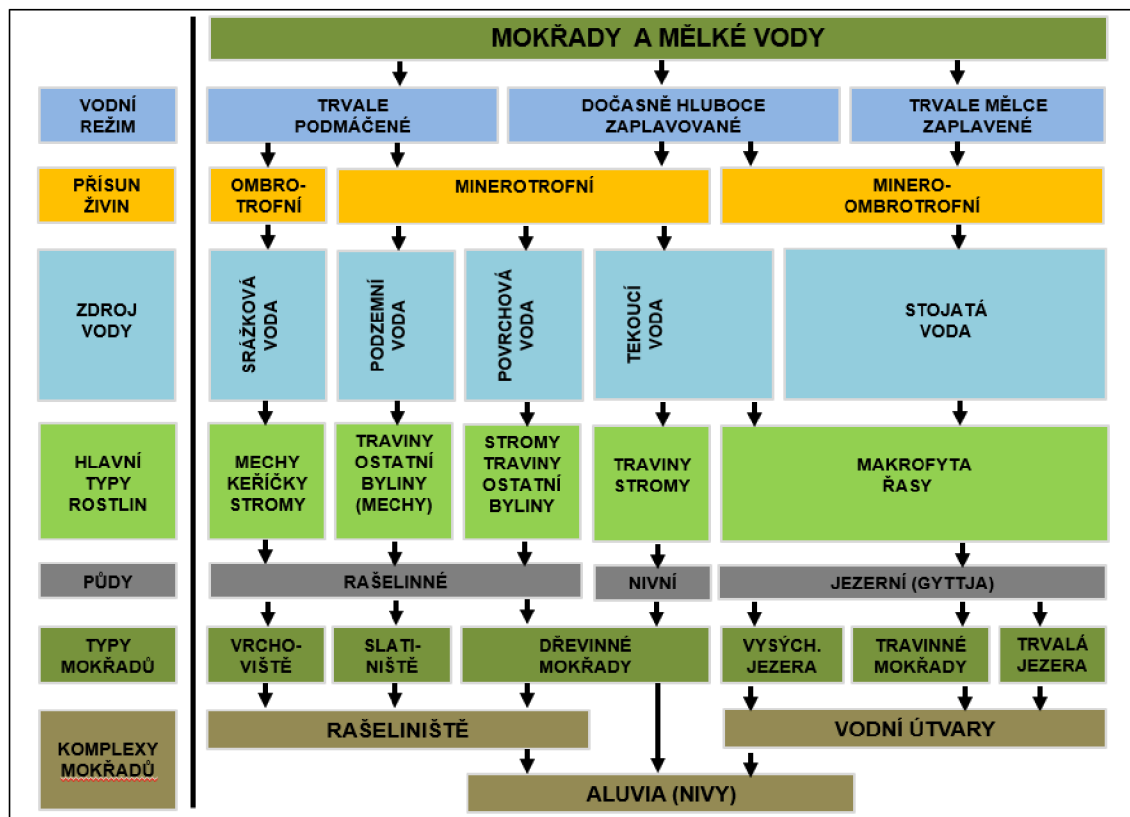 MOKŘADY A MĚLKÉ VODY
VODNÍ
REŽIM
TRVALE
PODMÁČENÉ
DOČASNĚ HLUBOCE
ZAPLAVOVANÉ
TRVALE MĚLCE
ZAPLAVENÉ
PŘÍSUN
ŽIVIN
OMBRO-
TROFNÍ
MINEROTROFNÍ
MINERO-
OMBROTROFNÍ
ZDROJ
VODY
SRÁŽKOVÁ
VODA
PODZEMNÍ
VODA
POVRCHOVÁ
VODA
TEKOUCÍ
VODA
STOJATÁ
VODA
HLAVNÍ
TYPY
ROSTLIN
MECHY
KEŘÍČKY
STROMY
TRAVINY
OSTATNÍ
BYLINY
(MECHY)
STROMY
TRAVINY
OSTATNÍ
BYLINY
TRAVINY
STROMY
MAKROFYTA
ŘASY
PŮDY
RAŠELINNÉ
NIVNÍ
JEZERNÍ (GYTTJA)
TYPY
MOKŘADŮ
VRCHO-
VIŠTĚ
SLATI-
NIŠTĚ
DŘEVINNÉ
MOKŘADY
VYSÝCH.
JEZERA
TRAVINNÉ
MOKŘADY
TRVALÁ
JEZERA
KOMPLEXY
MOKŘADŮ
RAŠELINIŠTĚ
VODNÍ ÚTVARY
ALUVIA (NIVY)